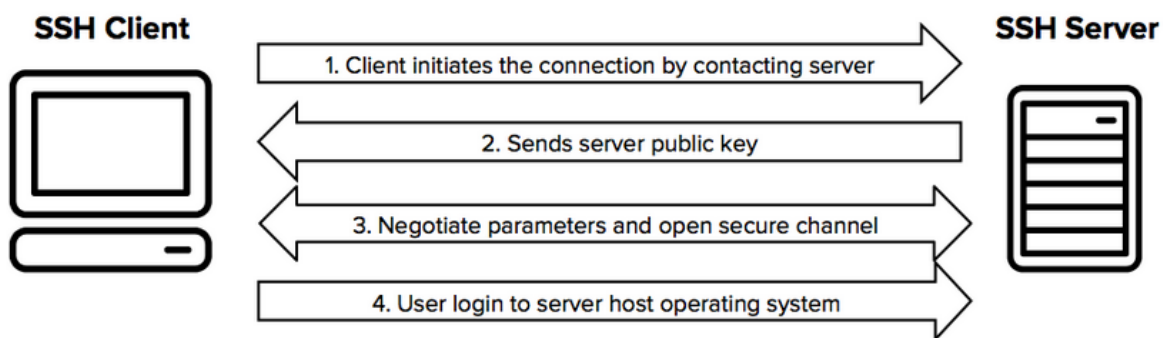 SSH Client
SSH Server
1. Client initiates the connection by contacting server
2. Sends server public key
3. Negotiate parameters and open secure channel
4. User login to server host operating system